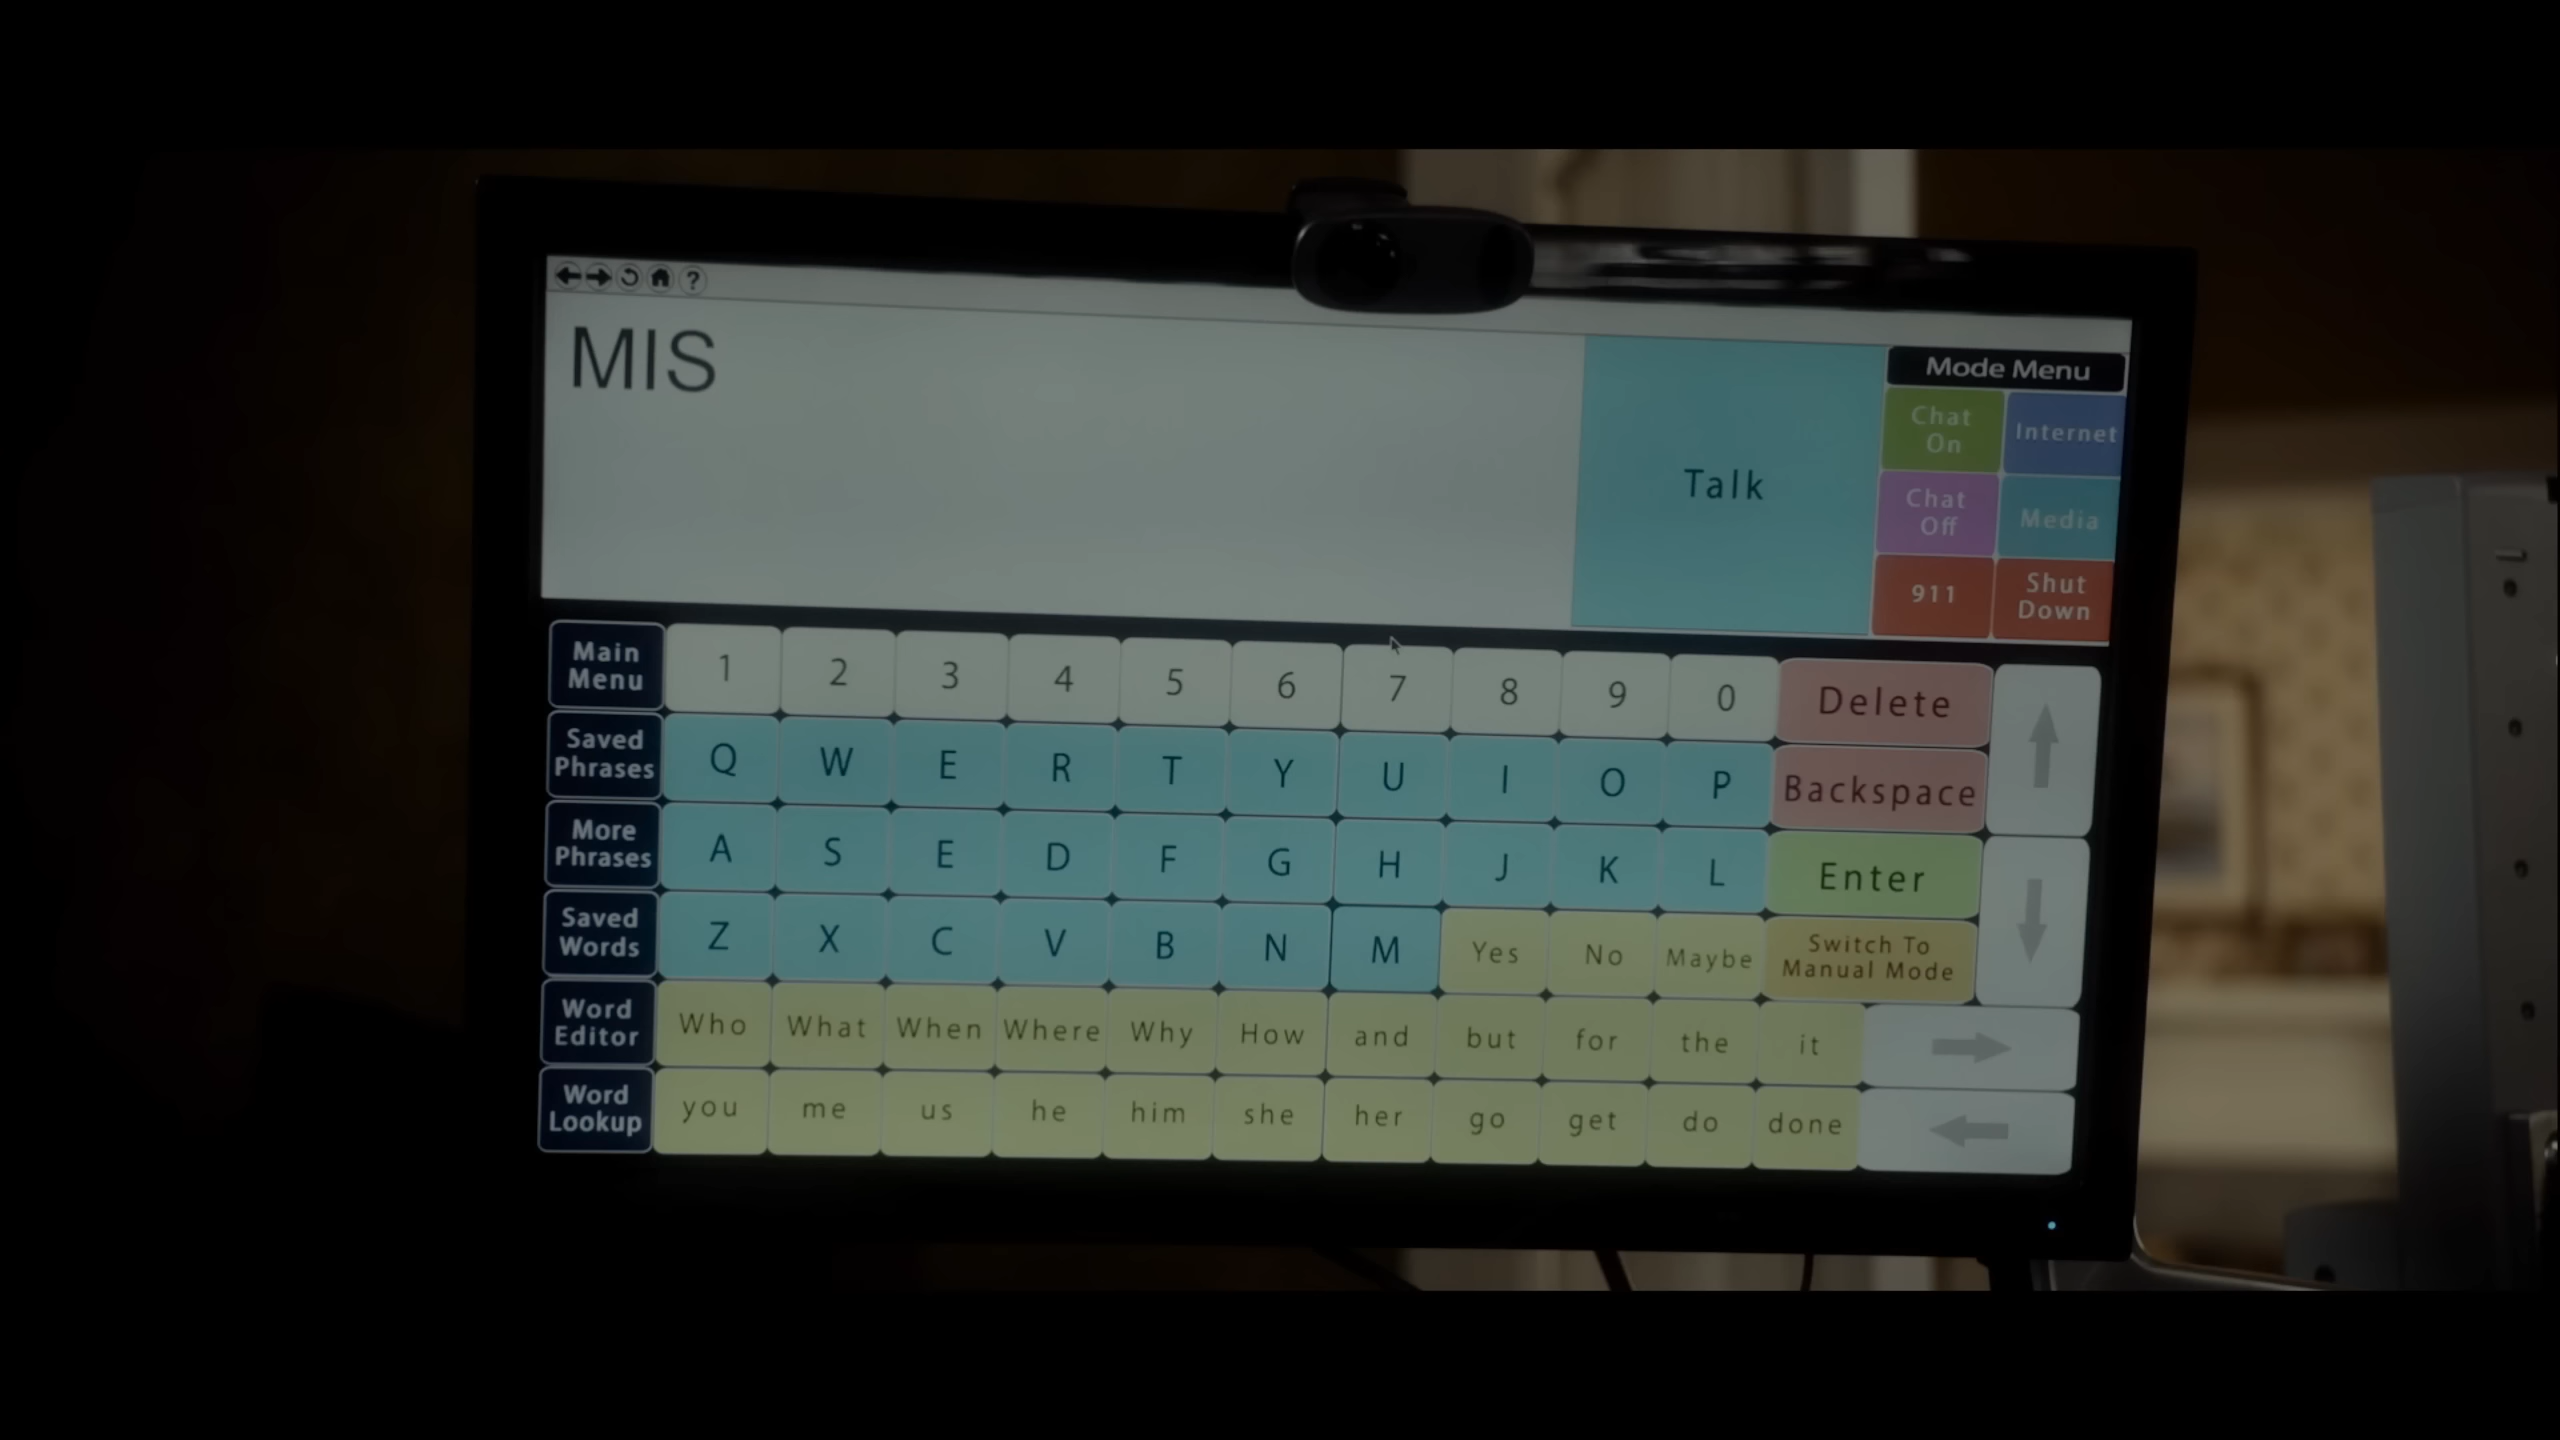 ?
MIS
Talk
Mode Menu
Chat On
Internet
Chat Off
Media
911
Shut Down
Main Menu
1 2 3 4 5 6 7 8 9 0 Delete
Saved Phrases
Q W E R T Y U I O P Backspace
More Phrases
A S E D F G H J K L Enter
Saved Words
Z X C V B N M Yes No Maybe Switch To Manual Mode
Word Editor
Who What When Where Why How and but for the it
Word Lookup
you me us he him she her go get do done